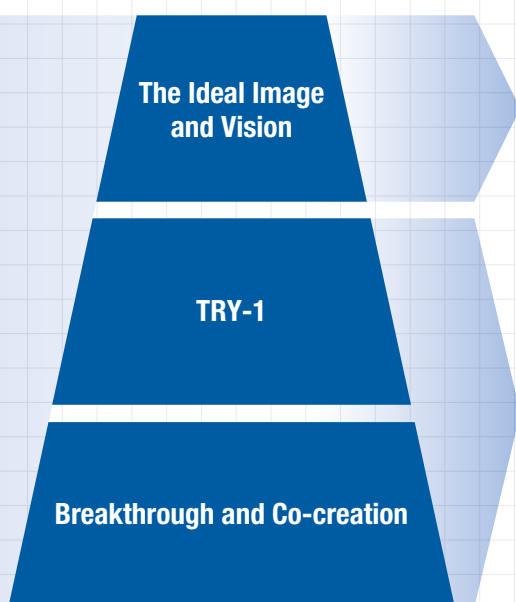 The Ideal Image
and Vision
TRY-1
Breakthrough and Co-creation